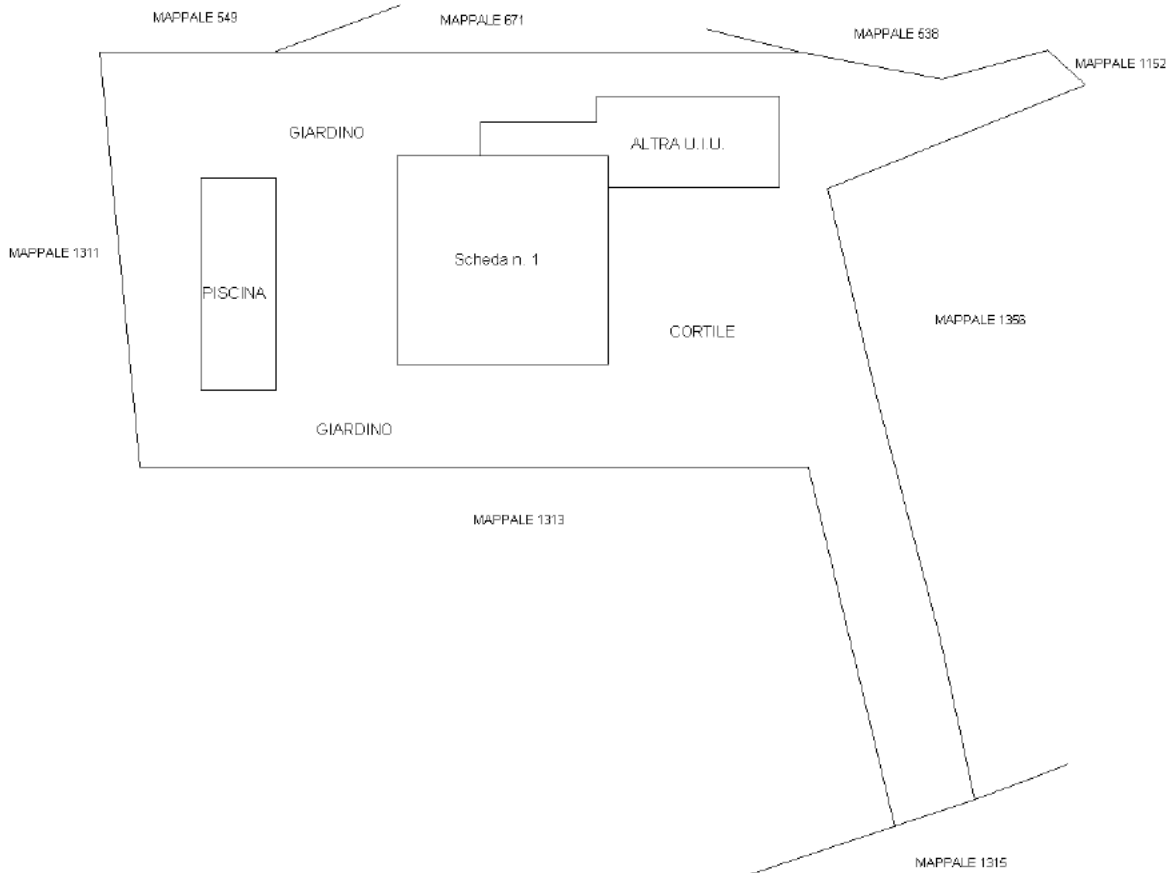 MAPPALE 549
MAPPALE 671
MAPPALE 538
MAPPALE 1152
GIARDINO
ALTRA U.I.U.
MAPPALE 1311
Scheda n. 1
PISCINA
MAPPALE 1356
CORTILE
GIARDINO
MAPPALE 1313
MAPPALE 1315